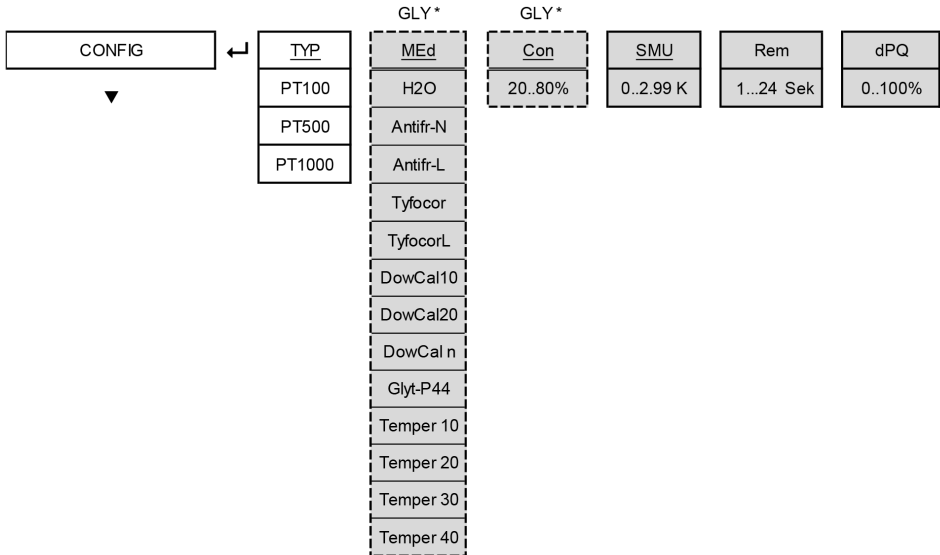 GLY * GLY *
CONFIG TYP MEd Con SMU Rem dPQ
PT100 H2O 20..80% 0..2.99 K 1...24 Sek 0..100%
PT500 Antifr-N
PT1000 Antifr-L
Tyfocor
TyfocorL
DowCal10
DowCal20
DowCal n
Glyt-P44
Temper 10
Temper 20
Temper 30
Temper 40